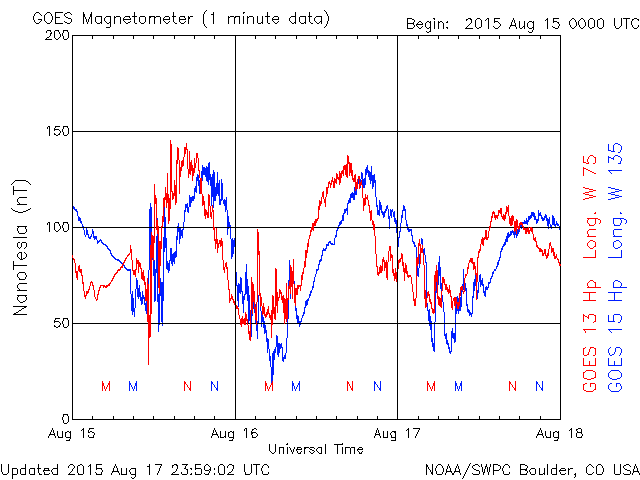 GOES Magnetometer (1 minute data)
Begin: 2015 Aug 15 0000 UTC
200
150
100
50
0
NanoTesla (nT)
M M N N M M N N M M N N
Aug 15 Aug 16 Aug 17 Aug 18
Universal Time
GOES 13 Hp Long. W 75
GOES 15 Hp Long. W 135
Updated 2015 Aug 17 23:59:02 UTC
NOAA/SWPC Boulder, CO USA